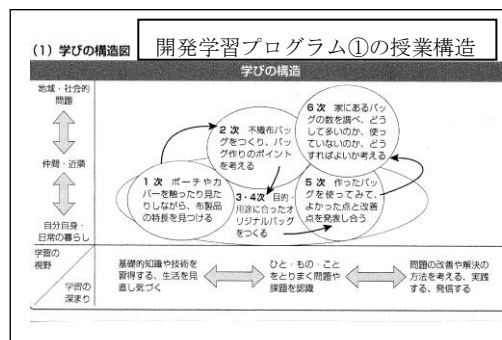 (1) 学びの構造図
開発学習プログラム①の授業構造
学びの構造
地域・社会的
問題
仲間・近隣
自分自身・
日常の暮らし
6次 家にあるバッ
グの数を調べ、どう
して多いのか、使っ
ていないのか、どう
すればよいか考える
2次 不織布バッ
グをつくり、バッ
グ作りのポイント
を考える
1次 ポーチやカ
バーを触ったり見た
りしながら、布製品
の特長を見つける
3・4次 目的・
用途に合ったオ
リジナルバッグ
をつくる
5次 作ったバッ
グを使ってみて、
よかった点と改善
点を発表し合う
学習の
視野
学習の
深まり
基礎的知識や技術を
習得する、生活を見
直し気づく
ひと・もの・こと
をとりまく問題や
課題を認識
問題の改善や解決の
方法を考える、実践
する、発信する